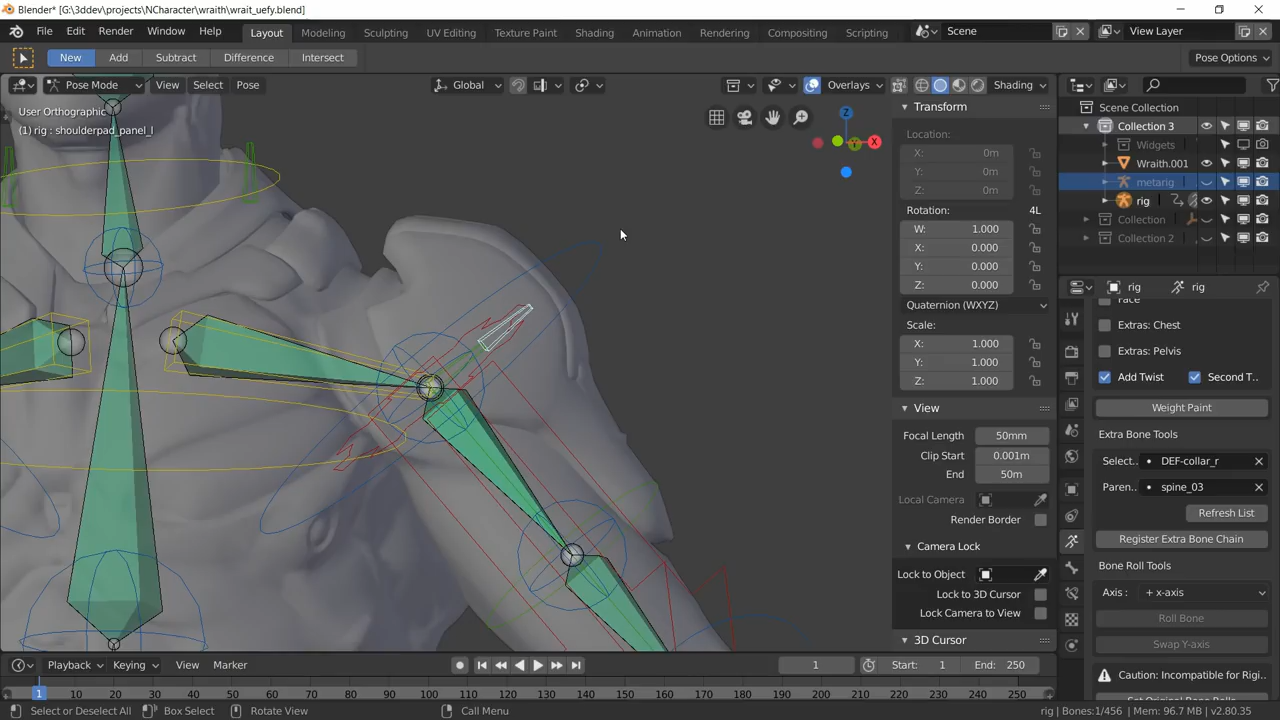 Blender* [G:\3ddev\projects\NCharacter\wraith\wrait_uefy.blend]
File Edit Render Window Help Layout Modeling Sculpting UV Editing Texture Paint Shading Animation Rendering Compositing Scripting Scene View Layer
New Add Subtract Difference Intersect Pose Options
Pose Mode View Select Pose Global Overlays Shading
User Orthographic
(1) rig : shoulderpad_panel_l
Z
X
Y
Transform
Location:
X: 0m
Y: 0m
Z: 0m
Rotation: 4L
W: 1.000
X: 0.000
Y: 0.000
Z: 0.000
Quaternion (WXYZ)
Scale:
X: 1.000
Y: 1.000
Z: 1.000
View
Focal Length 50mm
Clip Start 0.001m
End 50m
Local Camera
Render Border
Camera Lock
Lock to Object
Lock to 3D Cursor
Lock Camera to View
3D Cursor
Scene Collection
Collection 3
Widgets
Wraith.001
metarig
rig
Collection
Collection 2
rig rig
Face
Extras: Chest
Extras: Pelvis
Add Twist Second T..
Weight Paint
Extra Bone Tools
Select.. DEF-collar_r
Paren.. spine_03
Refresh List
Register Extra Bone Chain
Bone Roll Tools
Axis : + x-axis
Roll Bone
Swap Y-axis
Caution: Incompatible for Rigi..
Set Original Bone Rolls
Playback Keying View Marker 1 Start: 1 End: 250
1 10 20 30 40 50 60 70 80 90 100 110 120 130 140 150 160 170 180 190 200 210 220 230 240 250
Select or Deselect All Box Select Rotate View Call Menu rig | Bones:1/456 | Mem: 96.7 MB | v2.80.35